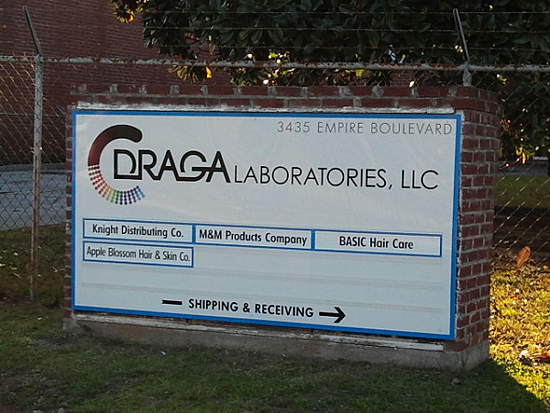 3435 EMPIRE BOULEVARD
DRAGA LABORATORIES, LLC
Knight Distributing Co. M&M Products Company BASIC Hair Care
Apple Blossom Hair & Skin Co.
SHIPPING & RECEIVING